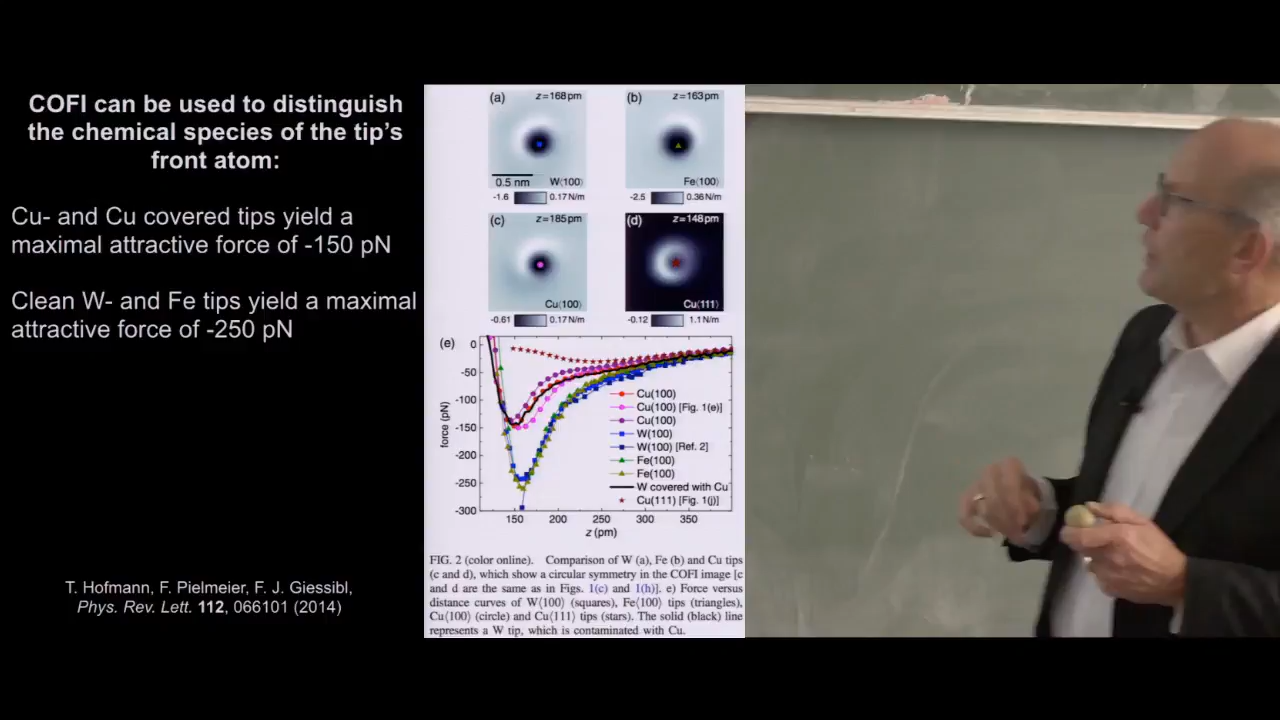 COFI can be used to distinguish
the chemical species of the tip's
front atom:
Cu- and Cu covered tips yield a
maximal attractive force of -150 pN
Clean W- and Fe tips yield a maximal
attractive force of -250 pN
T. Hofmann, F. Pielmeier, F. J. Giessibl,
Phys. Rev. Lett. 112, 066101 (2014)
(a) z=168pm
0.5 nm W⟨100⟩
-1.6 0.17 N/m
(b) z=163pm
Fe⟨100⟩
-2.5 0.36 N/m
(c) z=185pm
Cu⟨100⟩
-0.61 0.17 N/m
(d) z=148pm
Cu⟨111⟩
-0.12 1.1 N/m
(e)
force (pN)
0
-50
-100
-150
-200
-250
-300
150 200 250 300 350
z (pm)
Cu⟨100⟩
Cu⟨100⟩ [Fig. 1(e)]
Cu⟨100⟩
W⟨100⟩
W⟨100⟩ [Ref. 2]
Fe⟨100⟩
Fe⟨100⟩
W covered with Cu
Cu⟨111⟩ [Fig. 1(j)]
FIG. 2 (color online). Comparison of W (a), Fe (b) and Cu tips
(c and d), which show a circular symmetry in the COFI image [c
and d are the same as in Figs. 1(c) and 1(h)]. e) Force versus
distance curves of W⟨100⟩ (squares), Fe⟨100⟩ tips (triangles),
Cu⟨100⟩ (circle) and Cu⟨111⟩ tips (stars). The solid (black) line
represents a W tip, which is contaminated with Cu.